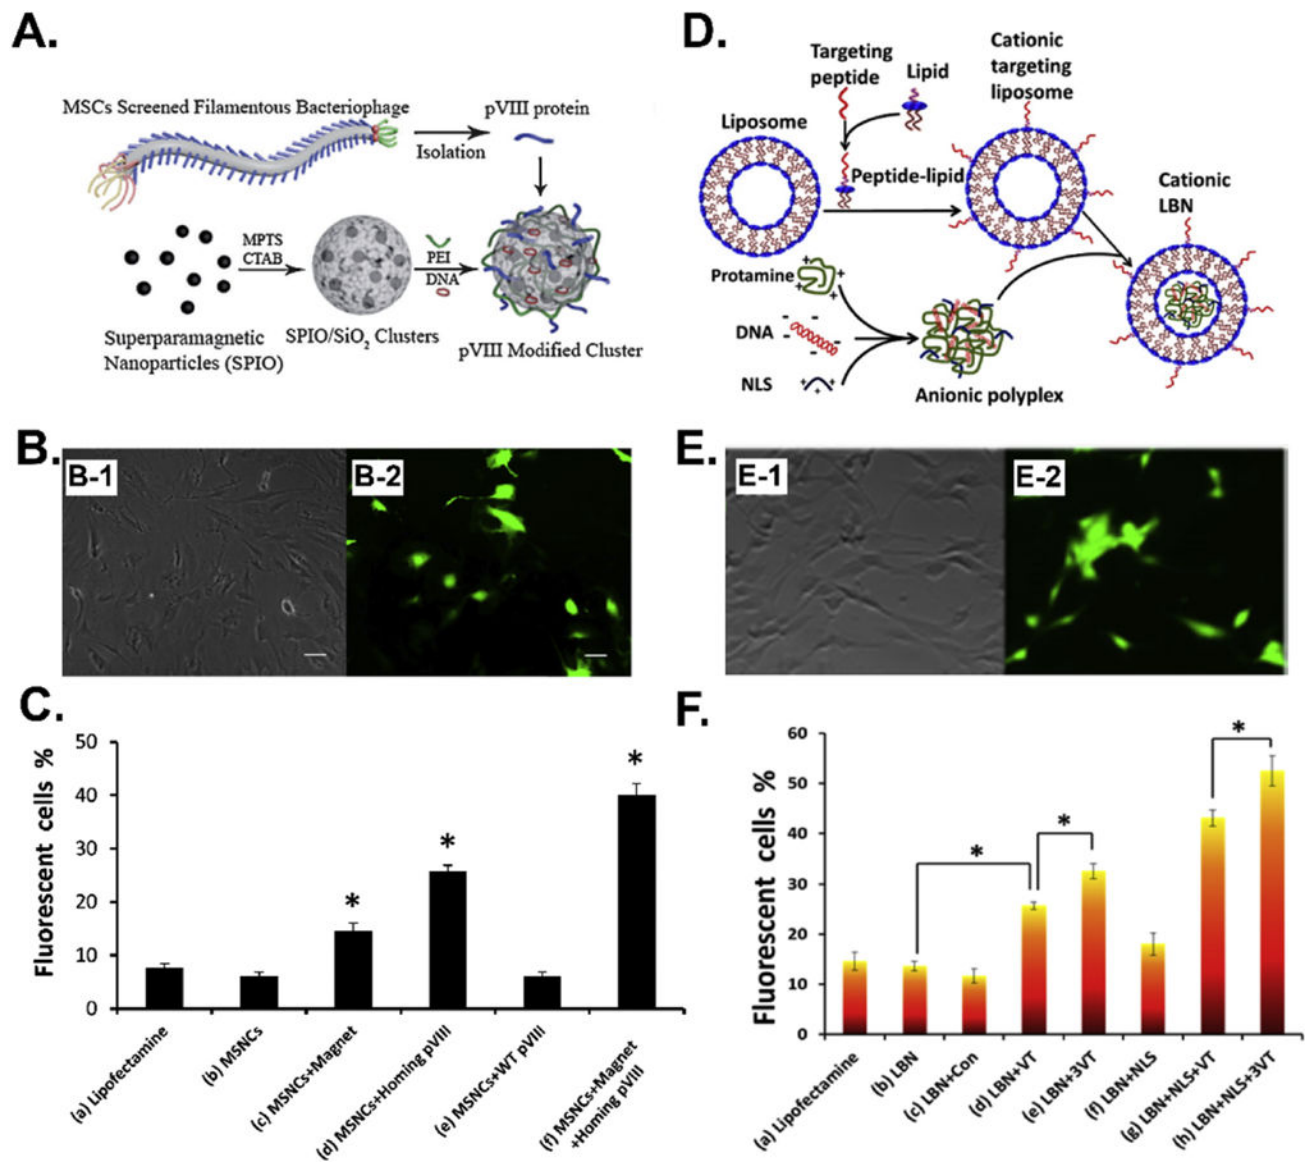 A.
MSCs Screened Filamentous Bacteriophage
pVIII protein
Isolation
MPTS
CTAB
PEI
DNA
Superparamagnetic
Nanoparticles (SPIO)
SPIO/SiO₂ Clusters
pVIII Modified Cluster
D.
Targeting
peptide
Lipid
Cationic
targeting
liposome
Liposome
Peptide-lipid
Cationic
LBN
Protamine
+
+
+
+
DNA
-
-
-
-
NLS
+
+
+
Anionic polyplex
B.
B-1
B-2
E.
E-1
E-2
C.
Fluorescent cells %
50
40
30
20
10
0
*
*
*
(a) Lipofectamine
(b) MSNCs
(c) MSNCs+Magnet
(d) MSNCs+Homing pVIII
(e) MSNCs+WT pVIII
(f) MSNCs+Magnet
+Homing pVIII
F.
Fluorescent cells %
60
50
40
30
20
10
0
*
*
*
(a) Lipofectamine
(b) LBN
(c) LBN+Con
(d) LBN+VT
(e) LBN+3VT
(f) LBN+NLS
(g) LBN+NLS+VT
(h) LBN+NLS+3VT